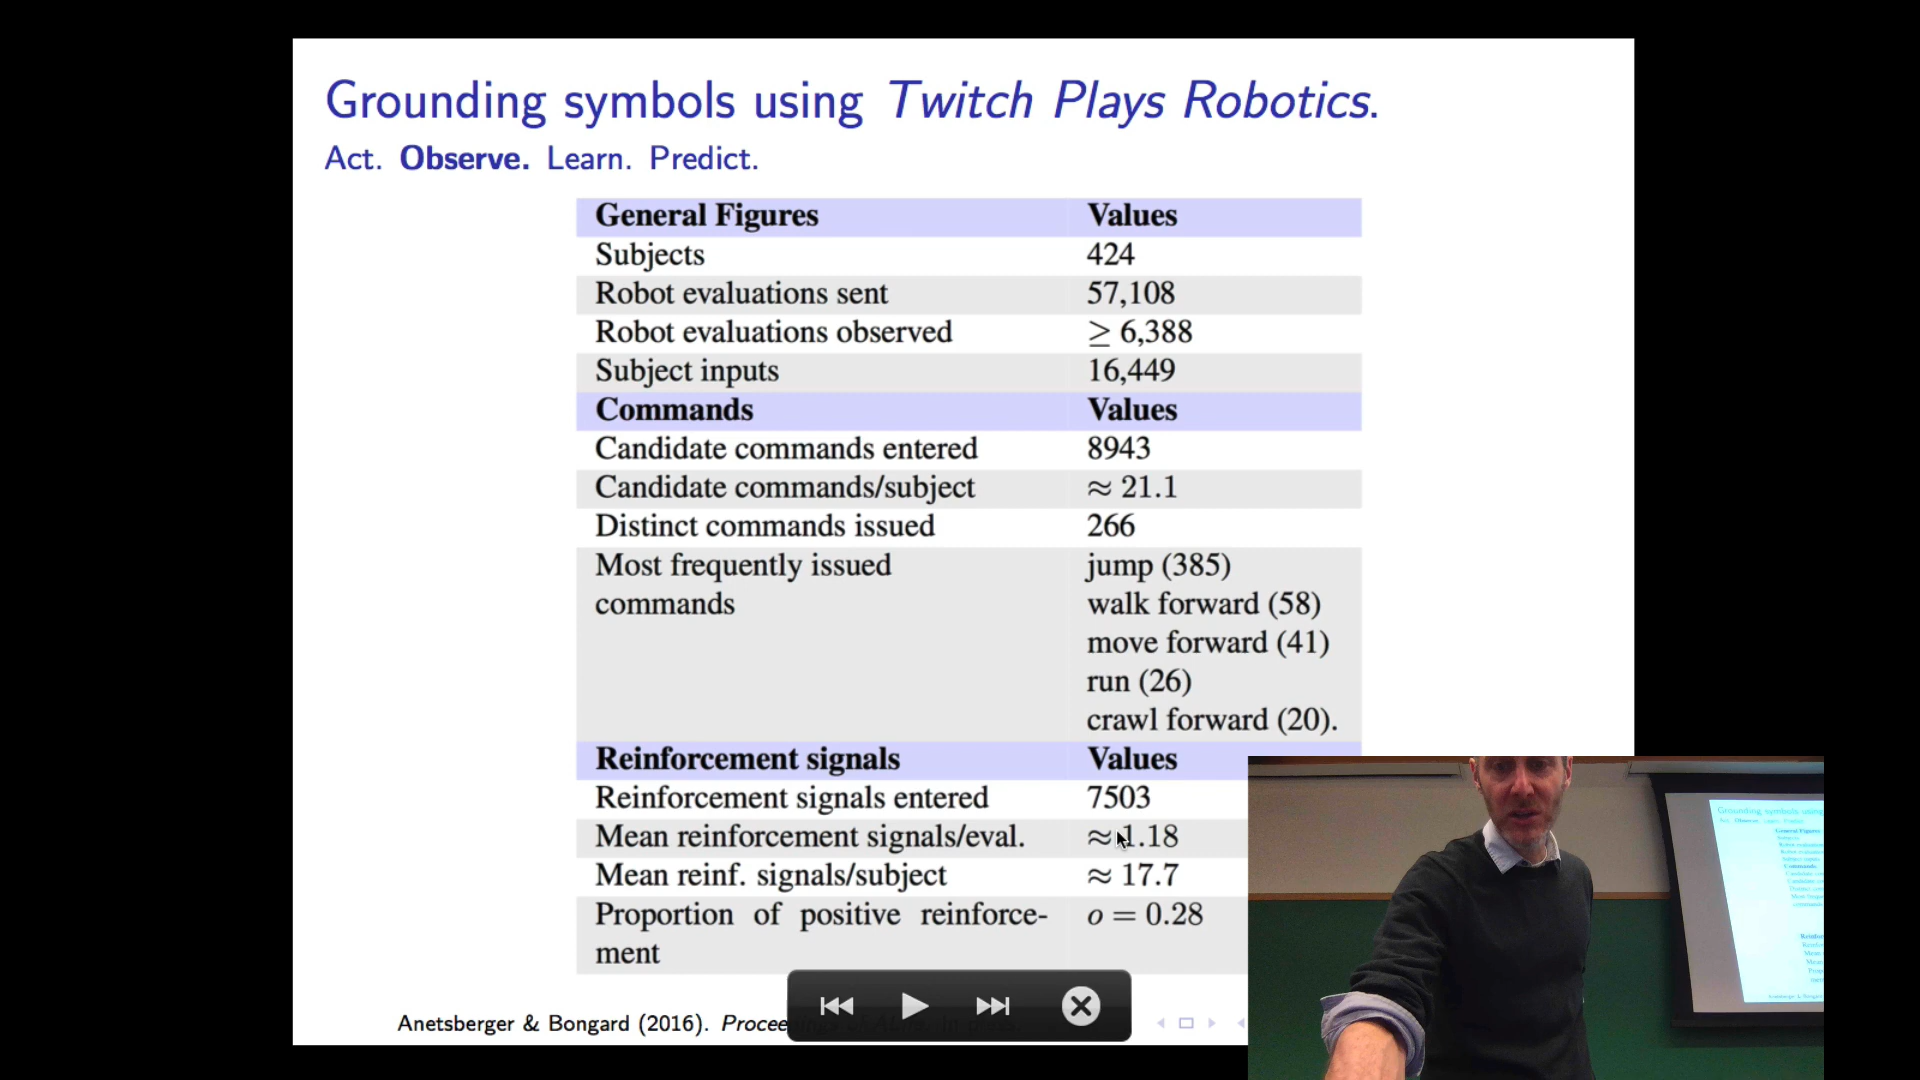 Grounding symbols using Twitch Plays Robotics.
Act. Observe. Learn. Predict.
General Figures Values
Subjects 424
Robot evaluations sent 57,108
Robot evaluations observed ≥ 6,388
Subject inputs 16,449
Commands Values
Candidate commands entered 8943
Candidate commands/subject ≈ 21.1
Distinct commands issued 266
Most frequently issued jump (385)
commands walk forward (58)
move forward (41)
run (26)
crawl forward (20).
Reinforcement signals Values
Reinforcement signals entered 7503
Mean reinforcement signals/eval. ≈ 1.18
Mean reinf. signals/subject ≈ 17.7
Proportion of positive reinforce- o = 0.28
ment
Anetsberger & Bongard (2016).
Grounding symbols using